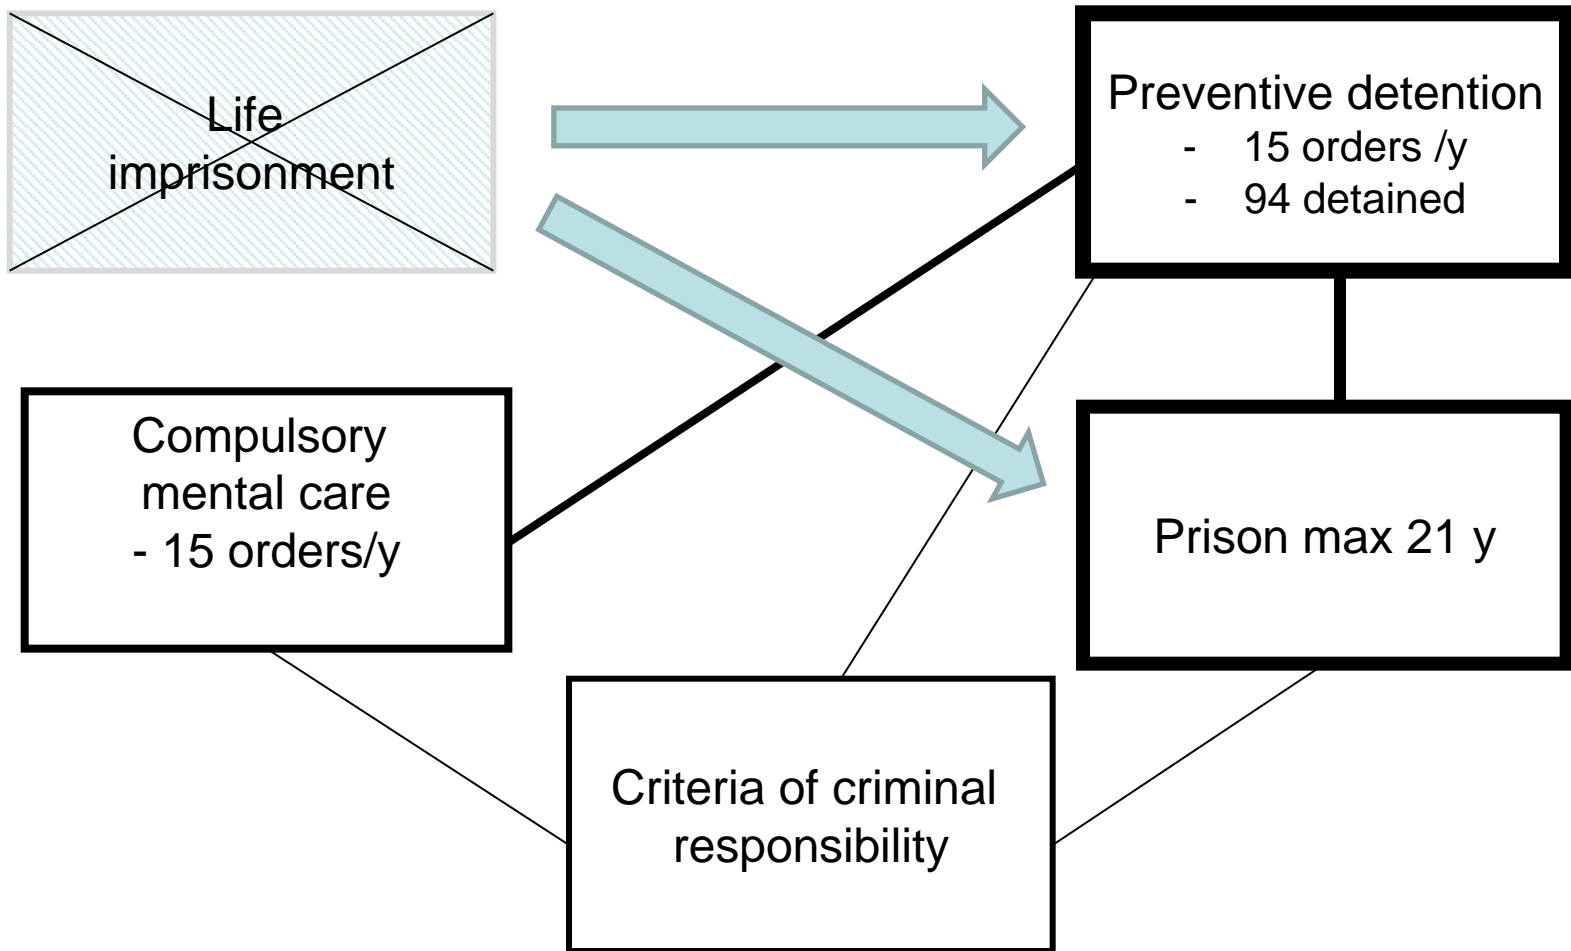 Life
imprisonment
Preventive detention
- 15 orders /y
- 94 detained
Compulsory
mental care
- 15 orders/y
Prison max 21 y
Criteria of criminal
responsibility